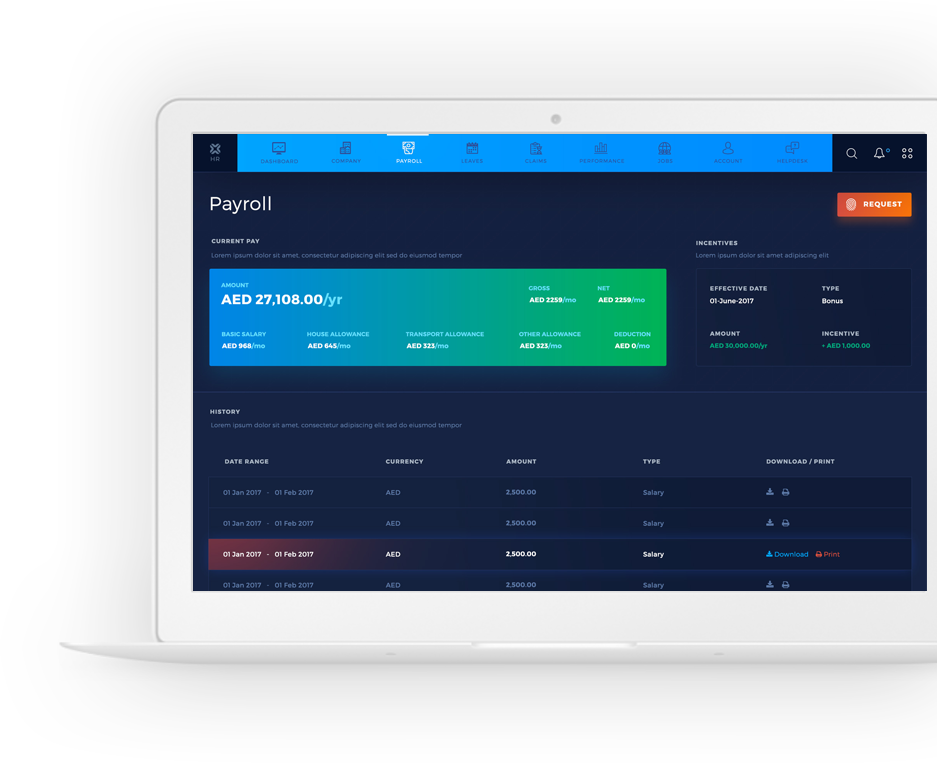 HR
DASHBOARD COMPANY PAYROLL LEAVES CLAIMS PERFORMANCE JOBS ACCOUNT HELPDESK
Payroll
REQUEST
CURRENT PAY
Lorem ipsum dolor sit amet, consectetur adipiscing elit sed do eiusmod tempor
AMOUNT
AED 27,108.00/yr
GROSS NET
AED 2259/mo AED 2259/mo
BASIC SALARY HOUSE ALLOWANCE TRANSPORT ALLOWANCE OTHER ALLOWANCE DEDUCTION
AED 968/mo AED 645/mo AED 323/mo AED 323/mo AED 0/mo
INCENTIVES
Lorem ipsum dolor sit amet adipiscing elit
EFFECTIVE DATE TYPE
01-June-2017 Bonus
AMOUNT INCENTIVE
AED 30,000.00/yr + AED 1,000.00
HISTORY
Lorem ipsum dolor sit amet, consectetur adipiscing elit sed do eiusmod tempor
DATE RANGE CURRENCY AMOUNT TYPE DOWNLOAD / PRINT
01 Jan 2017 - 01 Feb 2017 AED 2,500.00 Salary
01 Jan 2017 - 01 Feb 2017 AED 2,500.00 Salary
01 Jan 2017 - 01 Feb 2017 AED 2,500.00 Salary Download Print
01 Jan 2017 - 01 Feb 2017 AED 2,500.00 Salary